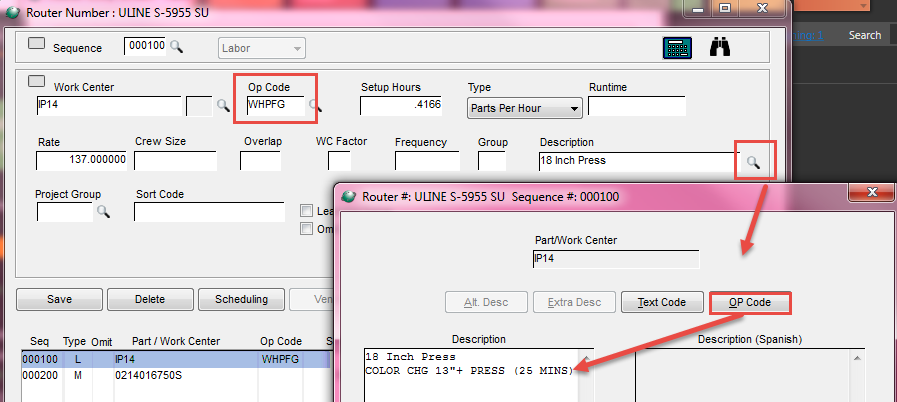 Router Number : ULINE S-5955 SU
Sequence 000100 Labor
ing: 1 Search
Work Center Op Code Setup Hours Type Runtime
IP14 WHPFG .4166 Parts Per Hour
Rate Crew Size Overlap WC Factor Frequency Group Description
137.000000 18 Inch Press
Project Group Sort Code
Lea
Om
Save Delete Scheduling Ven
Seq Type Omit Part / Work Center Op Code S
000100 L IP14 WHPFG
000200 M 0214016750S
Router #: ULINE S-5955 SU Sequence #: 000100
Part/Work Center
IP14
Alt. Desc Extra Desc Text Code OP Code
Description Description (Spanish)
18 Inch Press
COLOR CHG 13"+ PRESS (25 MINS)